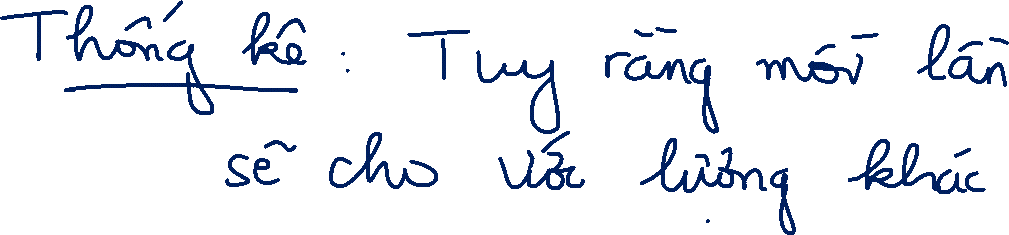 Thống kê : Tuy rằng mỗi lần
sẽ cho ước lượng khác